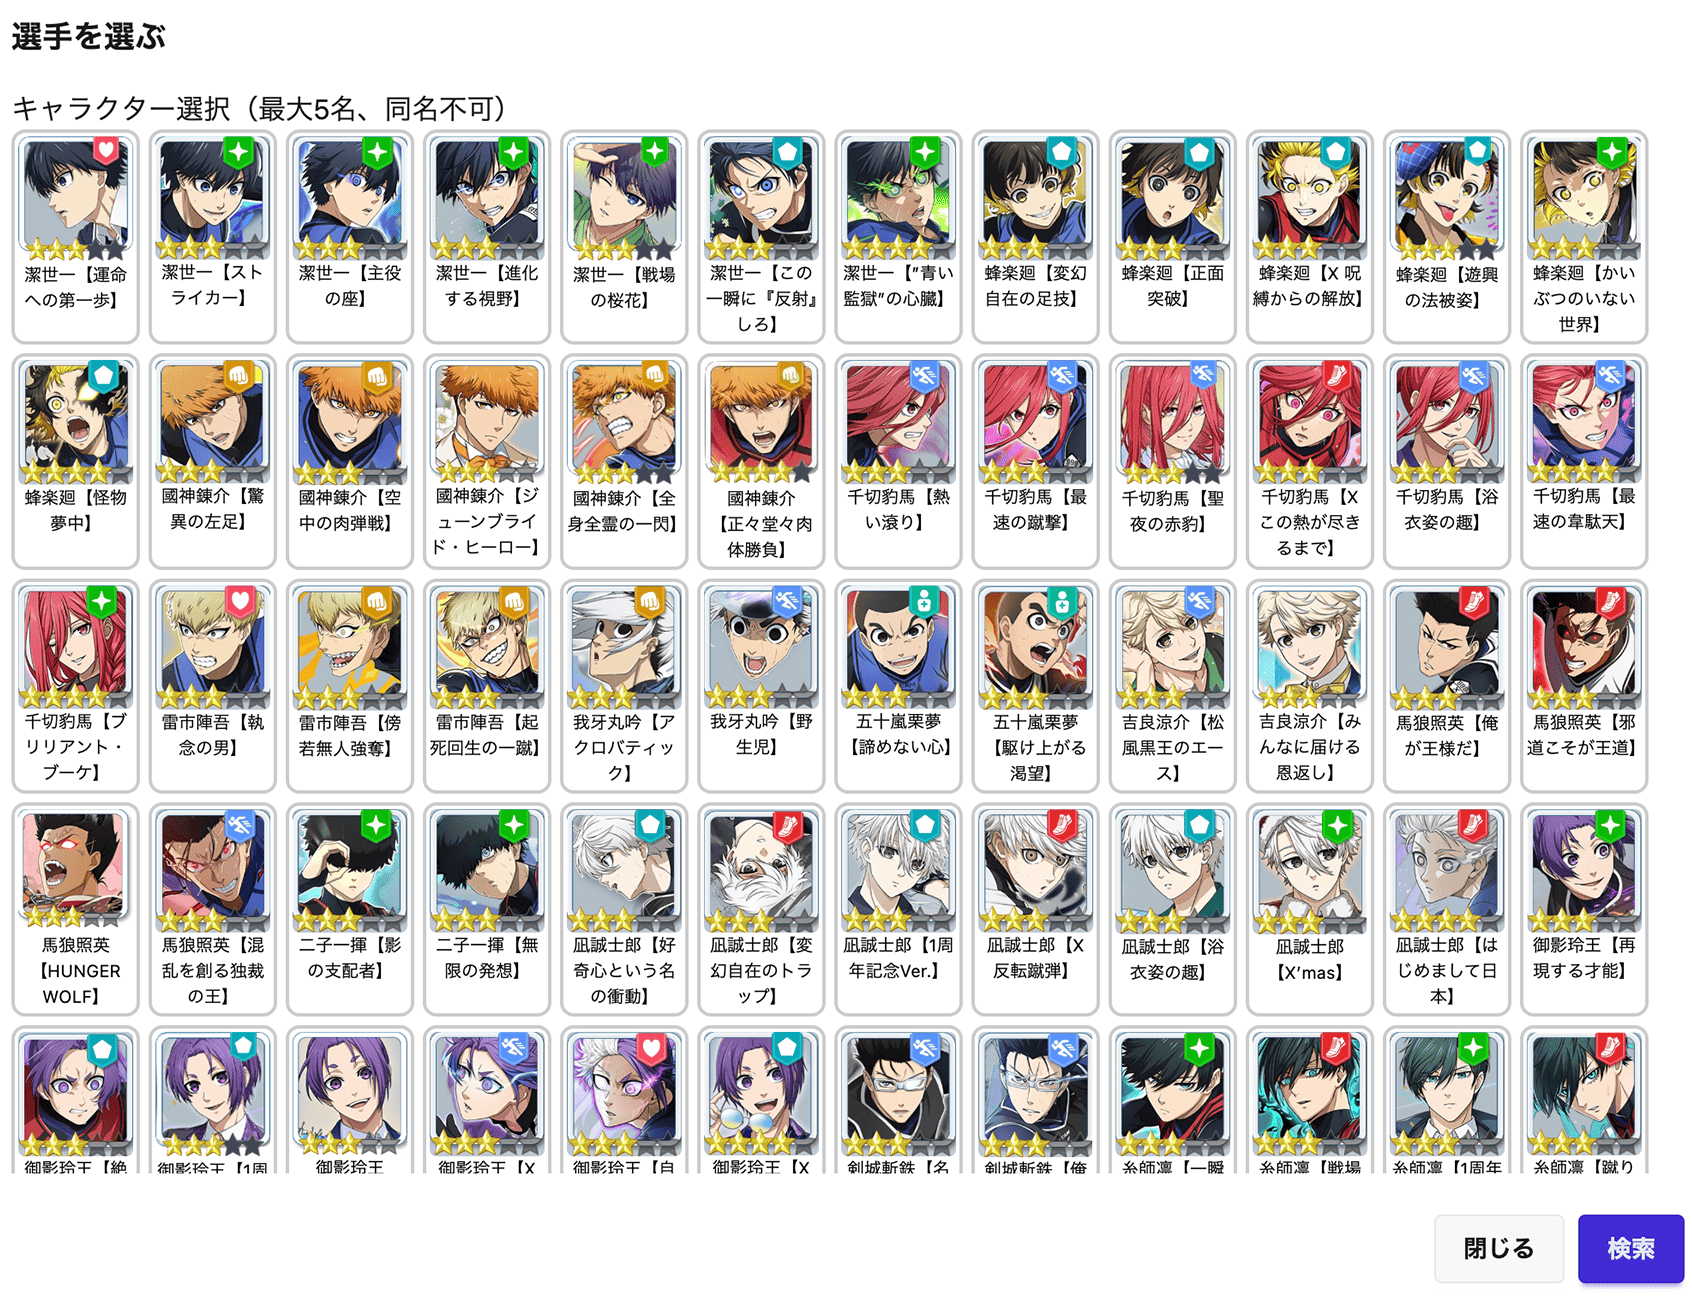 選手を選ぶ
キャラクター選択（最大5名、同名不可）
潔世一【運命
への第一歩】
潔世一【スト
ライカー】
潔世一【主役
の座】
潔世一【進化
する視野】
潔世一【戦場
の桜花】
潔世一【この
一瞬に『反射』
しろ】
潔世一【”青い
監獄”の心臓】
蜂楽廻【変幻
自在の足技】
蜂楽廻【正面
突破】
蜂楽廻【X 呪
縛からの解放】
蜂楽廻【遊興
の法被姿】
蜂楽廻【かい
ぶつのいない
世界】
蜂楽廻【怪物
夢中】
國神錬介【驚
異の左足】
國神錬介【空
中の肉弾戦】
國神錬介【ジ
ューンブライ
ド・ヒーロー】
國神錬介【全
身全霊の一閃】
國神錬介
【正々堂々肉
体勝負】
千切豹馬【熱
い滾り】
千切豹馬【最
速の蹴撃】
千切豹馬【聖
夜の赤豹】
千切豹馬【X
この熱が尽き
るまで】
千切豹馬【浴
衣姿の趣】
千切豹馬【最
速の韋駄天】
千切豹馬【ブ
リリアント・
ブーケ】
雷市陣吾【執
念の男】
雷市陣吾【傍
若無人強奪】
雷市陣吾【起
死回生の一蹴】
我牙丸吟【ア
クロバティッ
ク】
我牙丸吟【野
生児】
五十嵐栗夢
【諦めない心】
五十嵐栗夢
【駆け上がる
渇望】
吉良涼介【松
風黒王のエー
ス】
吉良涼介【み
んなに届ける
恩返し】
馬狼照英【俺
が王様だ】
馬狼照英【邪
道こそが王道】
馬狼照英
【HUNGER
WOLF】
馬狼照英【混
乱を創る独裁
の王】
二子一揮【影
の支配者】
二子一揮【無
限の発想】
凪誠士郎【好
奇心という名
の衝動】
凪誠士郎【変
幻自在のトラ
ップ】
凪誠士郎【1周
年記念Ver.】
凪誠士郎【X
反転蹴弾】
凪誠士郎【浴
衣姿の趣】
凪誠士郎
【X’mas】
凪誠士郎【は
じめまして日
本】
御影玲王【再
現する才能】
御影玲王【絶
御影玲王【1周
御影玲王
御影玲王【X
御影玲王【自
御影玲王【X
剣城斬鉄【名
剣城斬鉄【俺
糸師凛【一瞬
糸師凛【戦場
糸師凛【1周年
糸師凛【蹴り
閉じる
検索